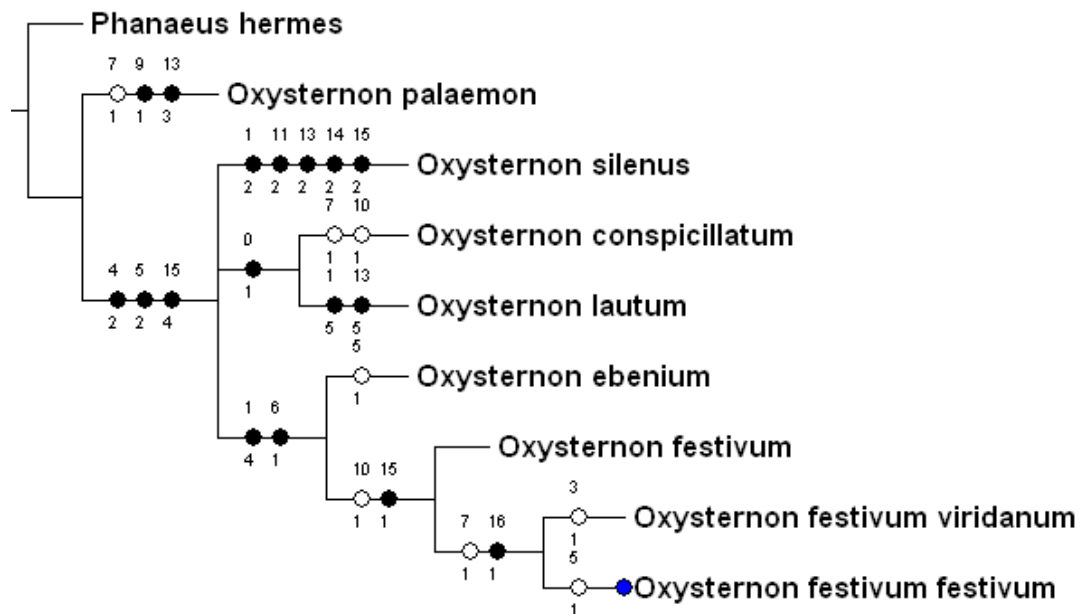 Phanaeus hermes
7 9 13
Oxysternon palaemon
1 1 3
1 11 13 14 15
Oxysternon silenus
2 2 2 2 2
7 10
0
Oxysternon conspicillatum
1 1
1 13
1
4 5 15
Oxysternon lautum
2 2 4
5 5
5
Oxysternon ebenium
1
1 6
Oxysternon festivum
4 1
10 15
3
Oxysternon festivum viridanum
1 1
7 16
1
5
1 1
Oxysternon festivum festivum
1